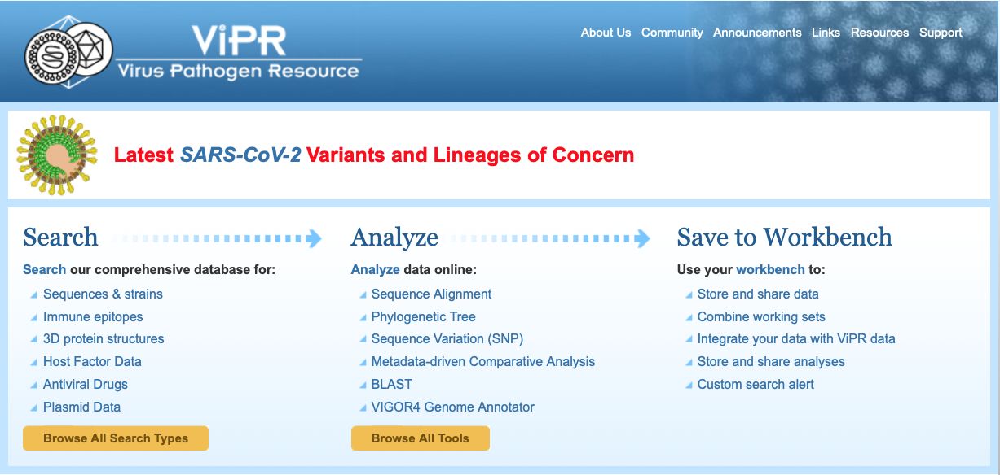 ViPR
Virus Pathogen Resource
About Us Community Announcements Links Resources Support
Latest SARS-CoV-2 Variants and Lineages of Concern
Search
Search our comprehensive database for:
Sequences & strains
Immune epitopes
3D protein structures
Host Factor Data
Antiviral Drugs
Plasmid Data
Browse All Search Types
Analyze
Analyze data online:
Sequence Alignment
Phylogenetic Tree
Sequence Variation (SNP)
Metadata-driven Comparative Analysis
BLAST
VIGOR4 Genome Annotator
Browse All Tools
Save to Workbench
Use your workbench to:
Store and share data
Combine working sets
Integrate your data with ViPR data
Store and share analyses
Custom search alert